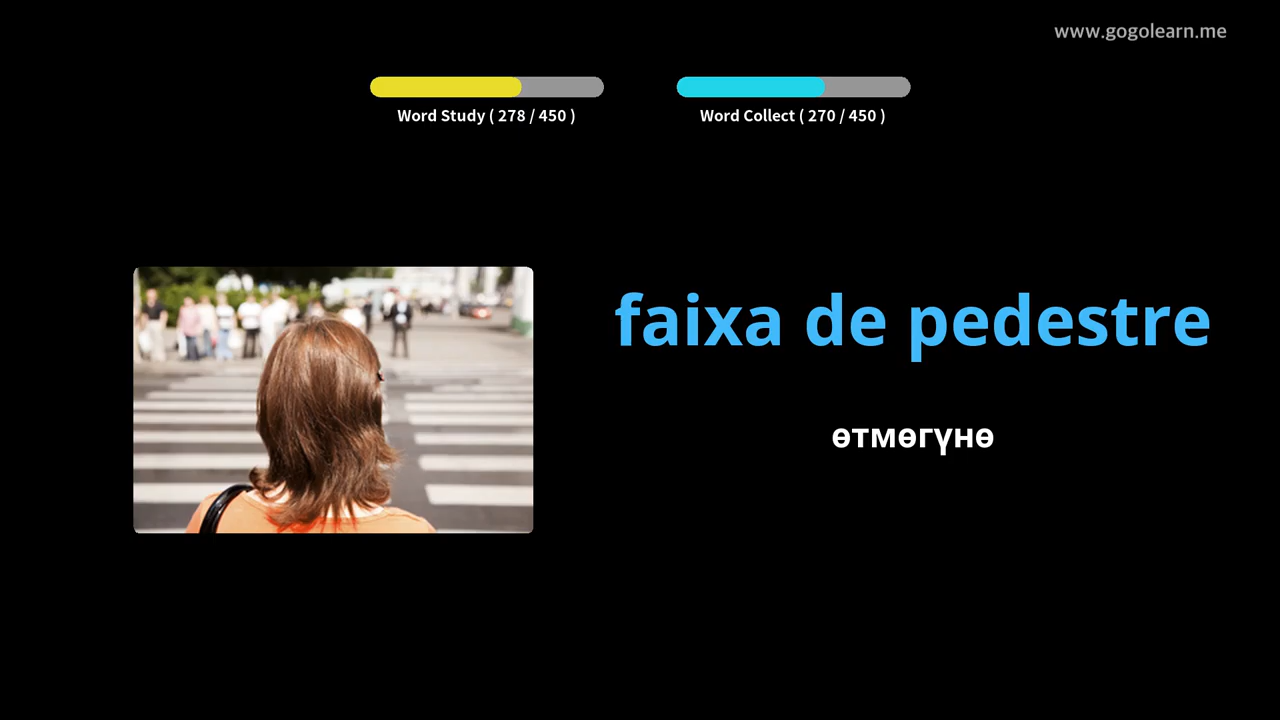 www.gogolearn.me
Word Study ( 278 / 450 )
Word Collect ( 270 / 450 )
faixa de pedestre
өтмөгүнө